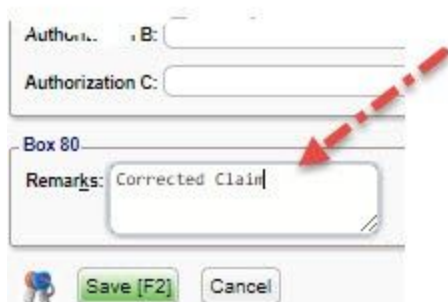 B:
Authorization C:
Box 80
Remarks: Corrected Claim
Save [F2] Cancel